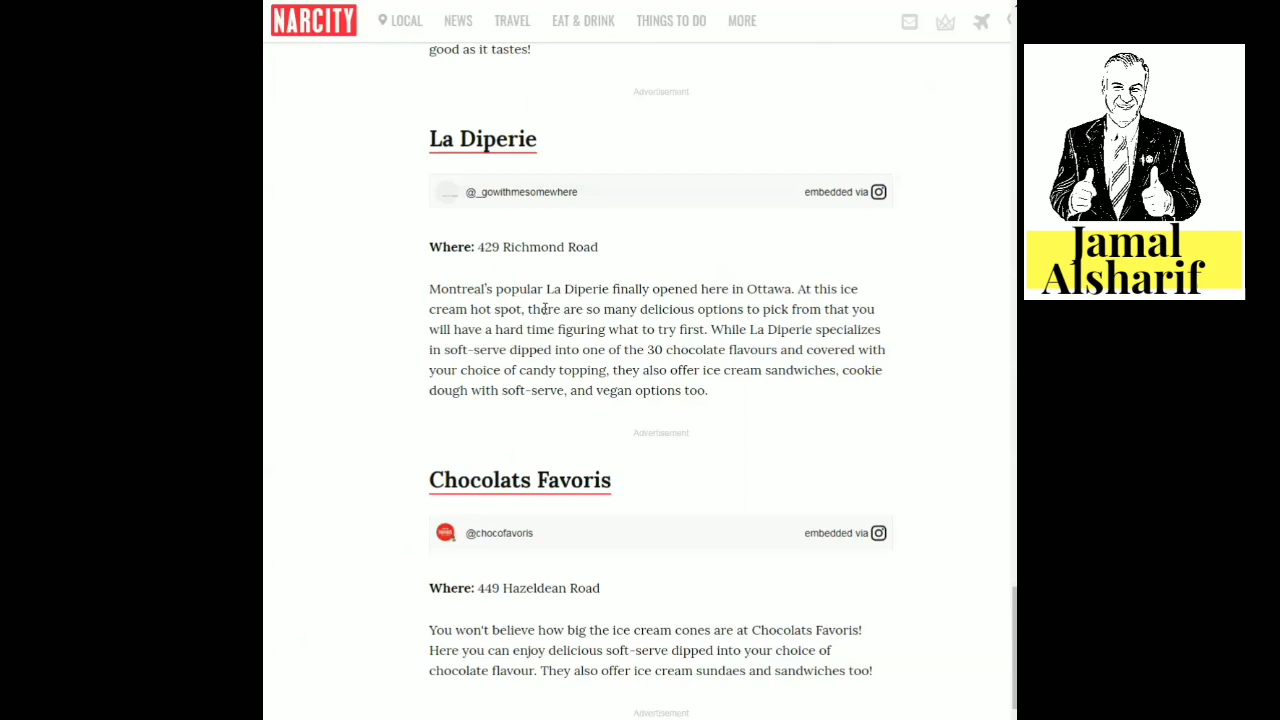 NARCITY
LOCAL NEWS TRAVEL EAT & DRINK THINGS TO DO MORE
good as it tastes!
Advertisement
La Diperie
@_gowithmesomewhere embedded via
Where: 429 Richmond Road
Montreal's popular La Diperie finally opened here in Ottawa. At this ice
cream hot spot, there are so many delicious options to pick from that you
will have a hard time figuring what to try first. While La Diperie specializes
in soft-serve dipped into one of the 30 chocolate flavours and covered with
your choice of candy topping, they also offer ice cream sandwiches, cookie
dough with soft-serve, and vegan options too.
Advertisement
Chocolats Favoris
@chocofavoris embedded via
Where: 449 Hazeldean Road
You won't believe how big the ice cream cones are at Chocolats Favoris!
Here you can enjoy delicious soft-serve dipped into your choice of
chocolate flavour. They also offer ice cream sundaes and sandwiches too!
Advertisement
Jamal
Alsharif